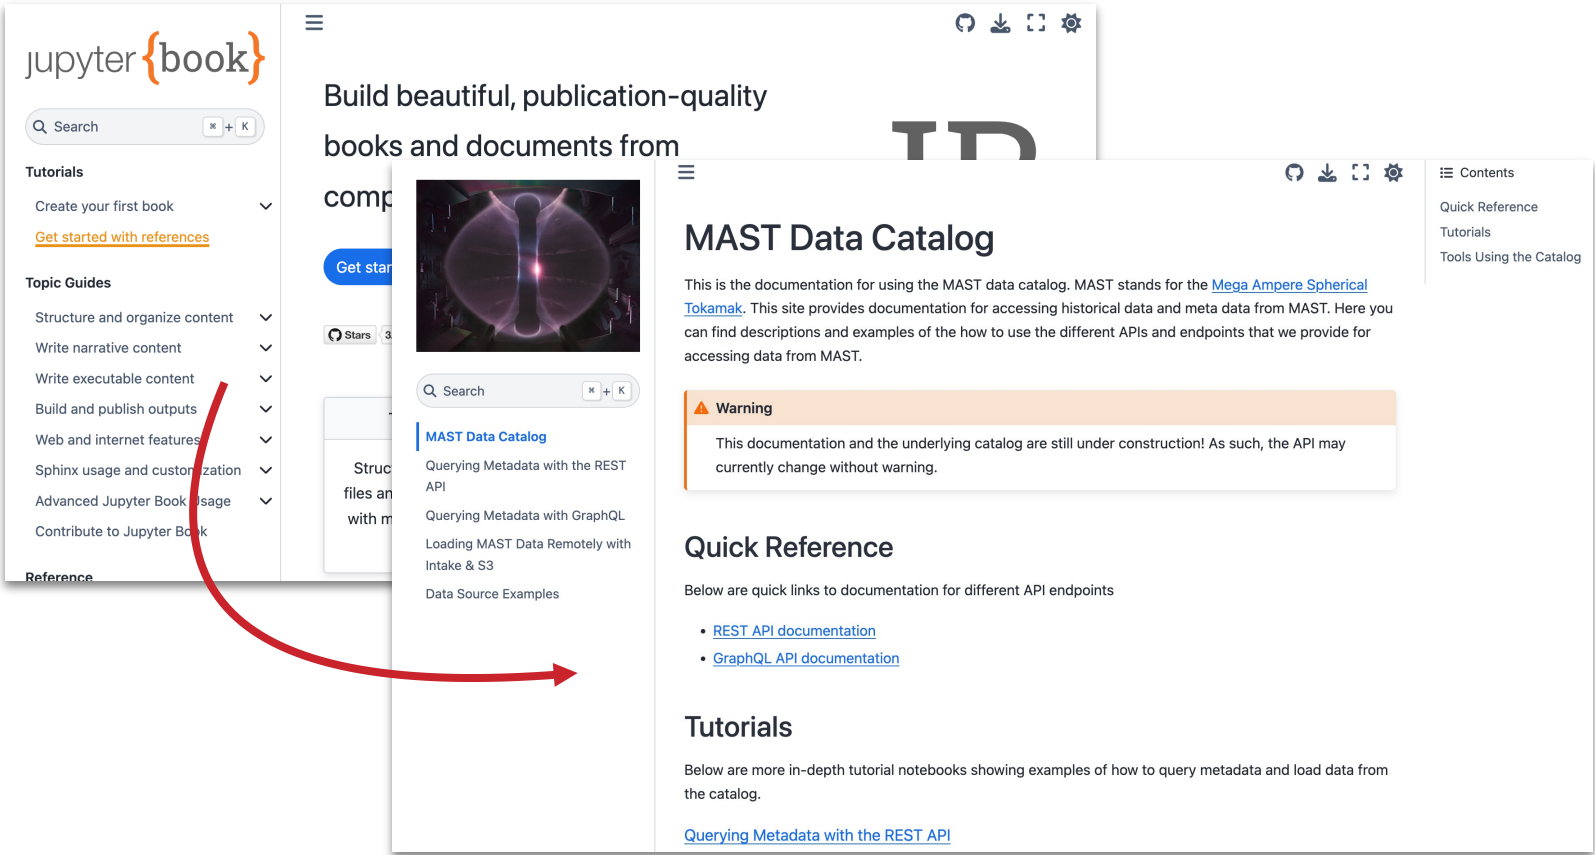 jupyter {book}
Search ⌘ + K
Tutorials
Create your first book
Get started with references
Topic Guides
Structure and organize content
Write narrative content
Write executable content
Build and publish outputs
Web and internet features
Sphinx usage and customization
Advanced Jupyter Book Usage
Contribute to Jupyter Book
Reference
Build beautiful, publication-quality
books and documents from
comp
Get star
Stars 3
Struc
files an
with m
Search ⌘ + K
MAST Data Catalog
Querying Metadata with the REST
API
Querying Metadata with GraphQL
Loading MAST Data Remotely with
Intake & S3
Data Source Examples
MAST Data Catalog
This is the documentation for using the MAST data catalog. MAST stands for the Mega Ampere Spherical
Tokamak. This site provides documentation for accessing historical data and meta data from MAST. Here you
can find descriptions and examples of the how to use the different APIs and endpoints that we provide for
accessing data from MAST.
Warning
This documentation and the underlying catalog are still under construction! As such, the API may
currently change without warning.
Quick Reference
Below are quick links to documentation for different API endpoints
• REST API documentation
• GraphQL API documentation
Tutorials
Below are more in-depth tutorial notebooks showing examples of how to query metadata and load data from
the catalog.
Querying Metadata with the REST API
Contents
Quick Reference
Tutorials
Tools Using the Catalog